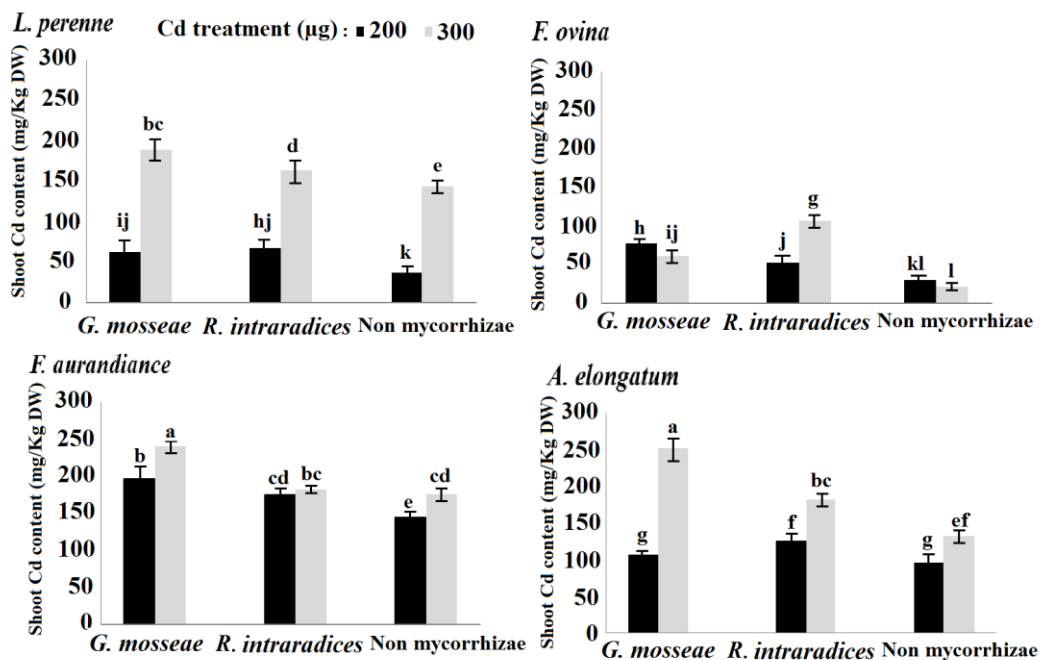 L. perenne
Cd treatment (µg) : 200 300
Shoot Cd content (mg/Kg DW)
300
250
200
150
100
50
0
bc
d
e
ij
hj
k
G. mosseae R. intraradices Non mycorrhizae
F. ovina
Shoot Cd content (mg/Kg DW)
300
250
200
150
100
50
0
h
ij
j
g
kl
l
G. mosseae R. intraradices Non mycorrhizae
F. aurandiance
Shoot Cd content (mg/Kg DW)
300
250
200
150
100
50
0
b
a
cd
bc
e
cd
G. mosseae R. intraradices Non mycorrhizae
A. elongatum
Shoot Cd content (mg/Kg DW)
300
250
200
150
100
50
0
g
a
f
bc
g
ef
G. mosseae R. intraradices Non mycorrhizae